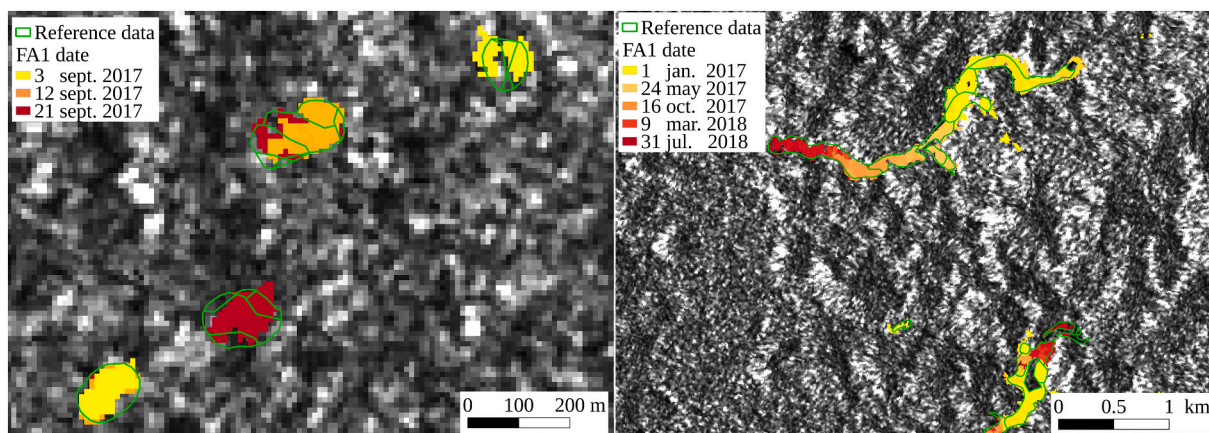 Reference data
FA1 date
3 sept. 2017
12 sept. 2017
21 sept. 2017
0 100 200 m
Reference data
FA1 date
1 jan. 2017
24 may 2017
16 oct. 2017
9 mar. 2018
31 jul. 2018
0 0.5 1 km